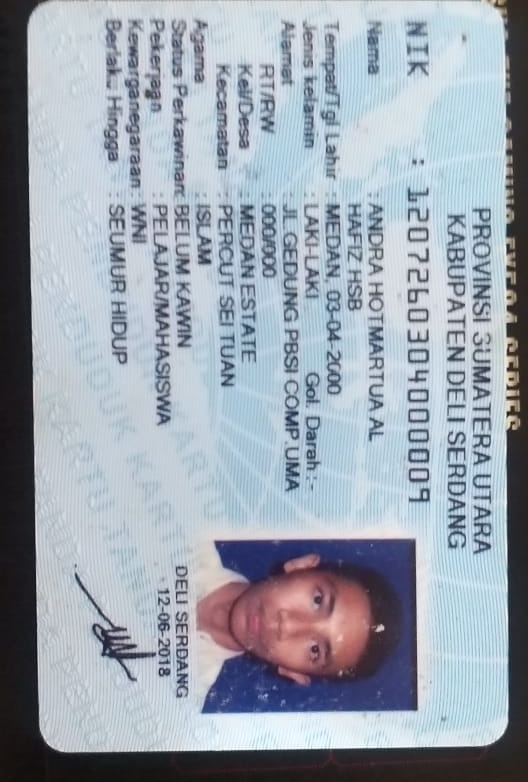 PROVINSI SUMATERA UTARA
KABUPATEN DELI SERDANG
NIK : 1207260304000009
Nama : ANDRA HOTMARTUA AL
HAFIZ HSB
Tempat/Tgl Lahir : MEDAN, 03-04-2000
Jenis kelamin : LAKI-LAKI Gol. Darah :-
Alamat : JL GEDUNG PBSI COMP UMA
RT/RW : 000/000
Kel/Desa : MEDAN ESTATE
Kecamatan : PERCUT SEI TUAN
Agama : ISLAM
Status Perkawinan: BELUM KAWIN
Pekerjaan : PELAJAR/MAHASISWA
Kewarganegaraan: WNI
Berlaku Hingga : SEUMUR HIDUP
DELI SERDANG
12-06-2018